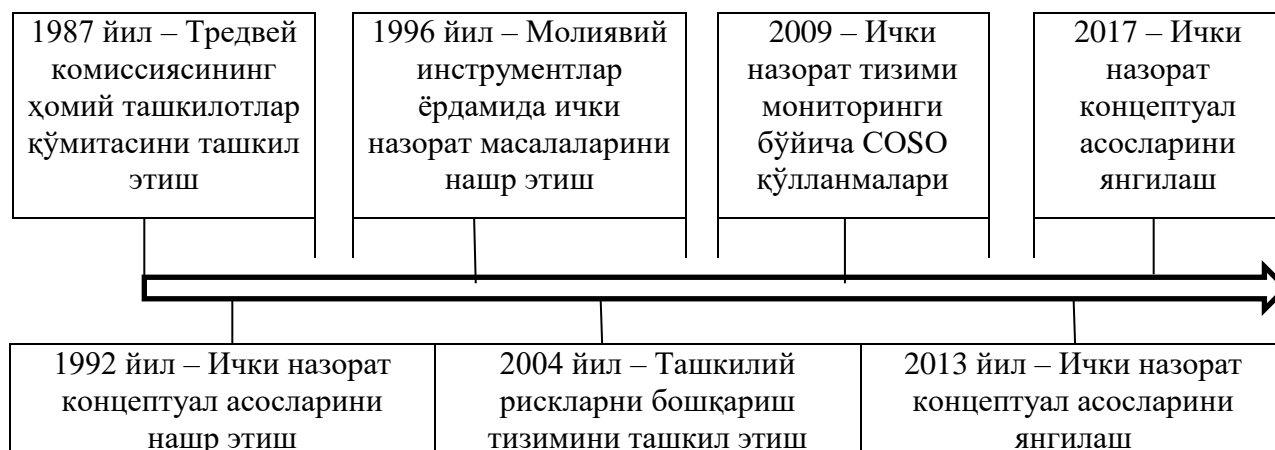 1987 йил – Тредвей
комиссиясининг
ҳомий ташкилотлар
қўмитасини ташкил
этиш
1996 йил – Молиявий
инструментлар
ёрдамида ички
назорат масалаларини
нашр этиш
2009 – Ички
назорат тизими
мониторинги
бўйича COSO
қўлланмалари
2017 – Ички
назорат
концептуал
асосларини
янгилаш
1992 йил – Ички назорат
концептуал асосларини
нашр этиш
2004 йил – Ташкилий
рискларни бошқариш
тизимини ташкил этиш
2013 йил – Ички назорат
концептуал асосларини
янгилаш